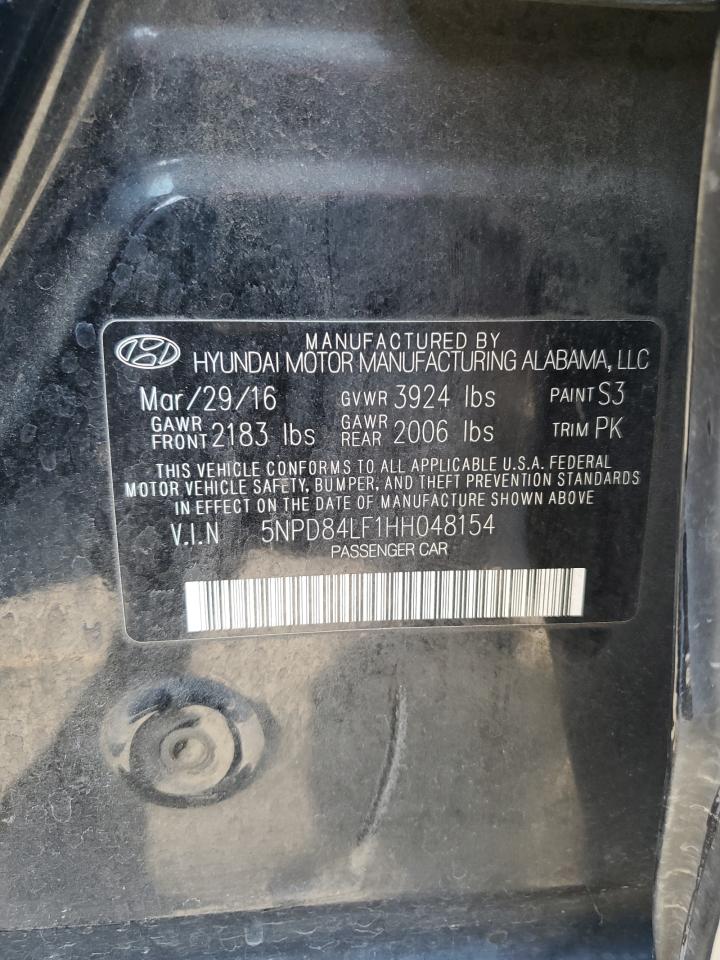 MANUFACTURED BY
HYUNDAI MOTOR MANUFACTURING ALABAMA, LLC
Mar/29/16 GVWR 3924 lbs PAINT S3
GAWR FRONT 2183 lbs GAWR REAR 2006 lbs TRIM PK
THIS VEHICLE CONFORMS TO ALL APPLICABLE U.S.A. FEDERAL
MOTOR VEHICLE SAFETY, BUMPER, AND THEFT PREVENTION STANDARDS
IN EFFECT ON THE DATE OF MANUFACTURE SHOWN ABOVE
V.I.N 5NPD84LF1HH048154
PASSENGER CAR